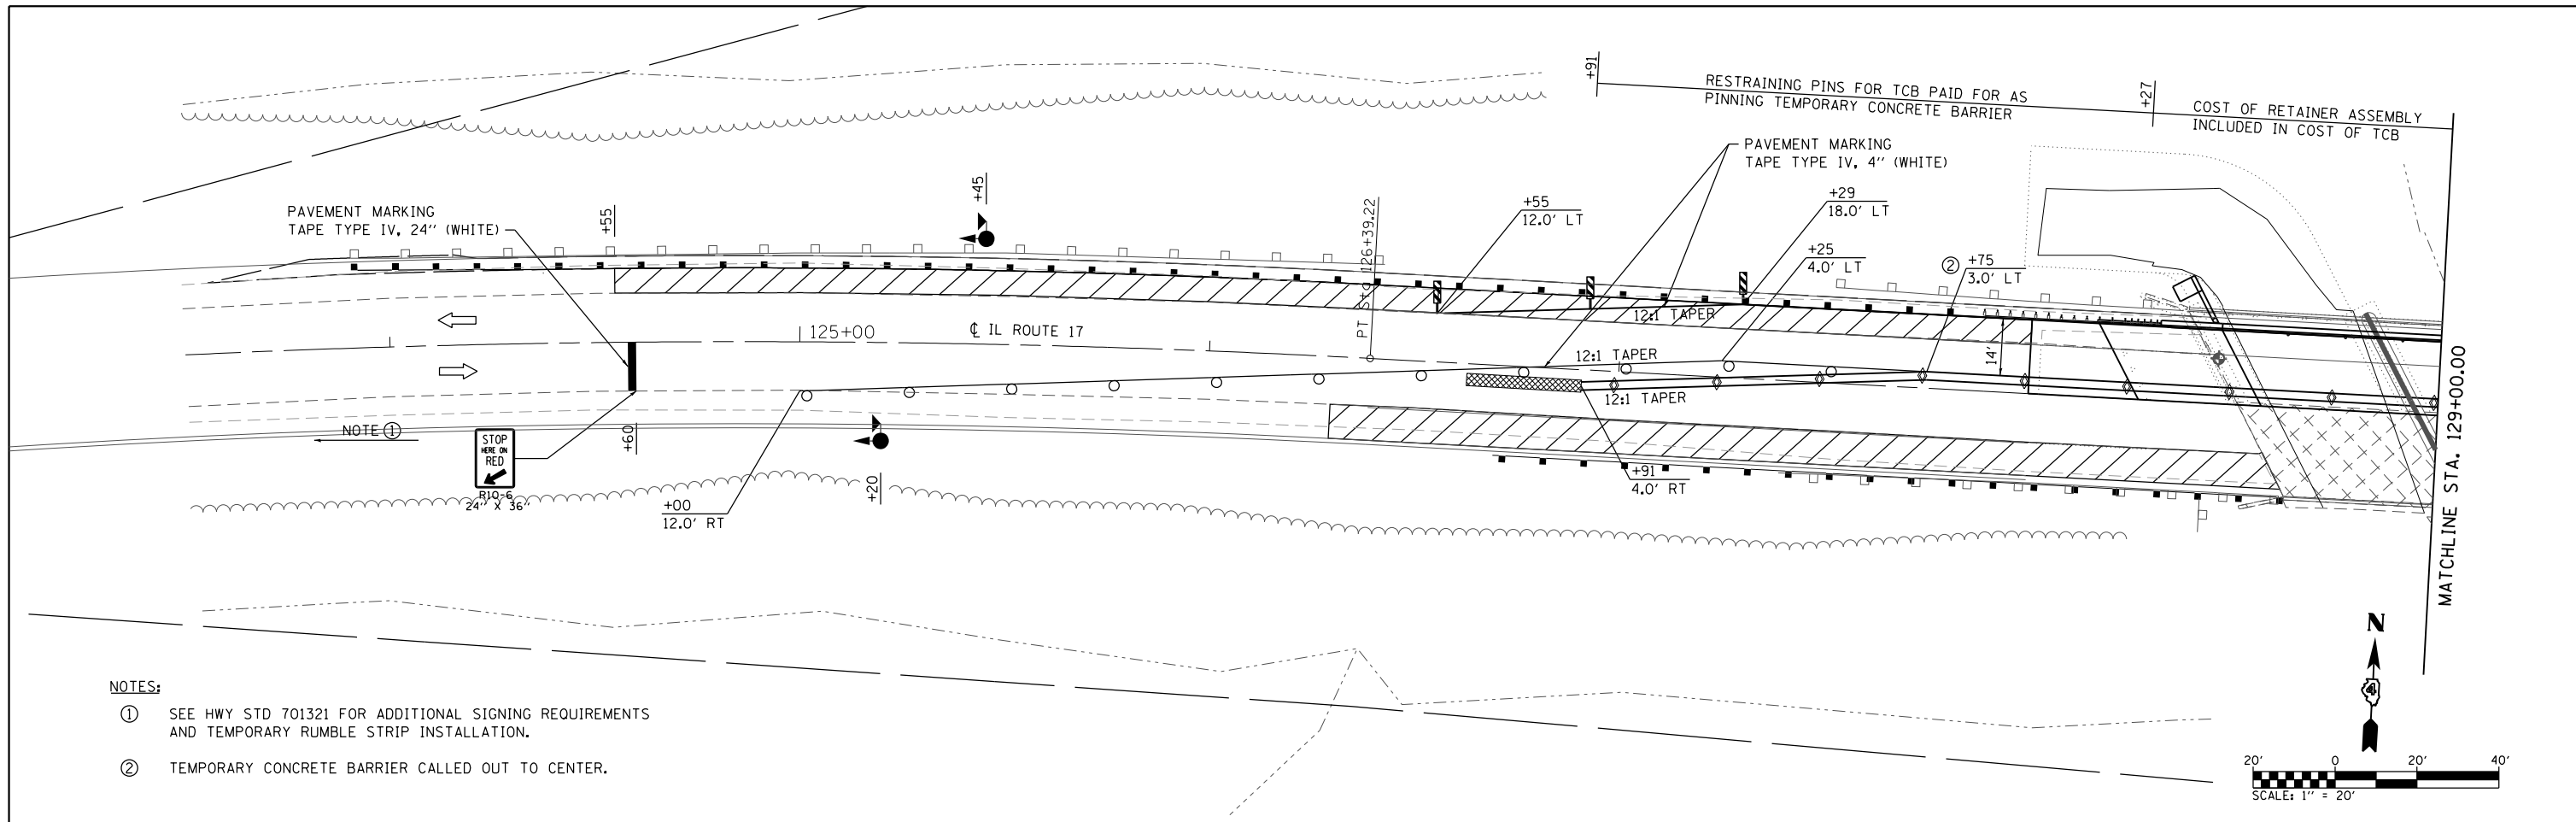 +91
RESTRAINING PINS FOR TCB PAID FOR AS
PINNING TEMPORARY CONCRETE BARRIER
+27
COST OF RETAINER ASSEMBLY
INCLUDED IN COST OF TCB
PAVEMENT MARKING
TAPE TYPE IV, 4" (WHITE)
+45
PAVEMENT MARKING
TAPE TYPE IV, 24" (WHITE)
+55
PT Sta 126+39.22
+55
12.0' LT
+29
18.0' LT
+25
4.0' LT
② +75
3.0' LT
12:1 TAPER
125+00
℄ IL ROUTE 17
14'
12:1 TAPER
12:1 TAPER
NOTE ①
STOP
HERE ON
RED
R10-6
24" X 36"
+60
+20
+00
12.0' RT
+91
4.0' RT
MATCHLINE STA. 129+00.00
N
4
NOTES:
① SEE HWY STD 701321 FOR ADDITIONAL SIGNING REQUIREMENTS
AND TEMPORARY RUMBLE STRIP INSTALLATION.
② TEMPORARY CONCRETE BARRIER CALLED OUT TO CENTER.
20' 0 20' 40'
SCALE: 1" = 20'